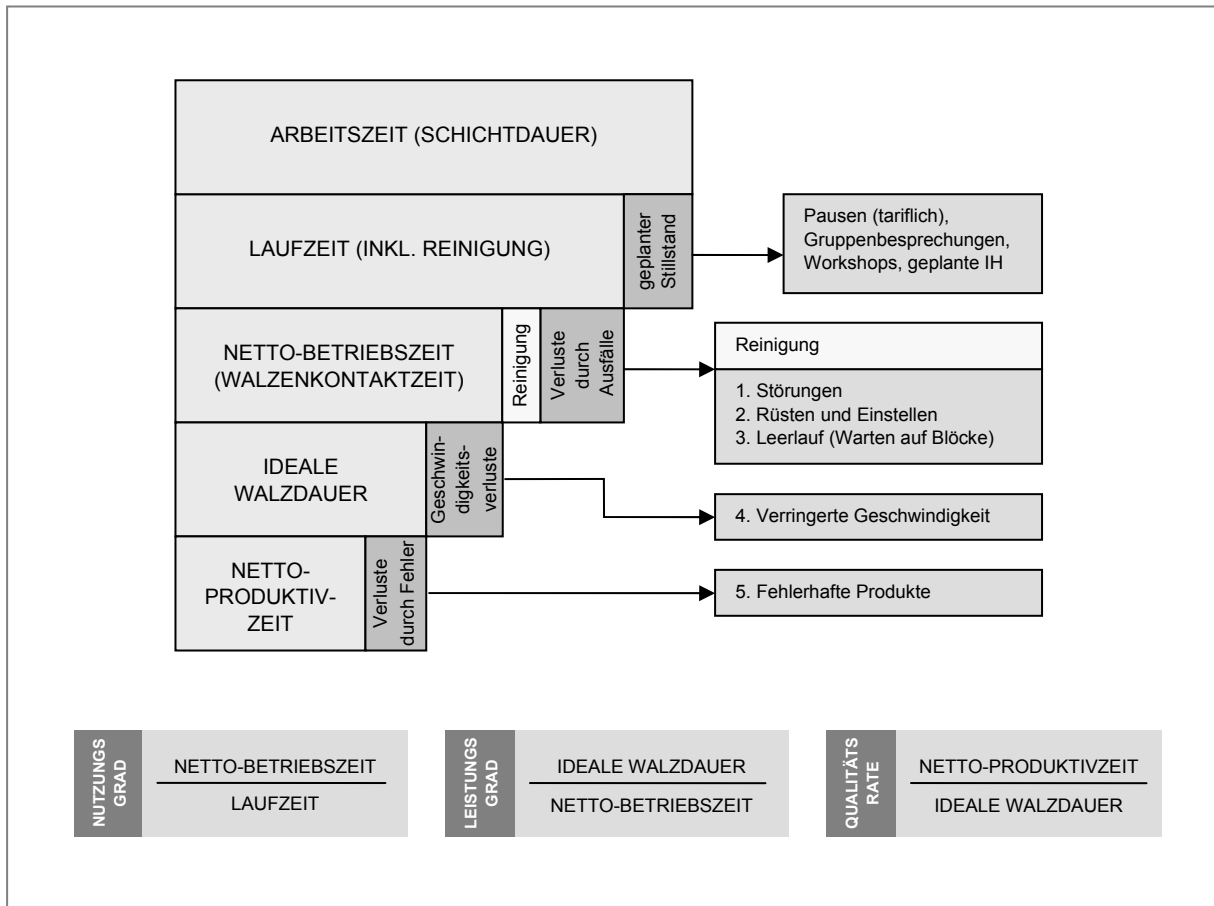 ARBEITSZEIT (SCHICHTDAUER)
LAUFZEIT (INKL. REINIGUNG)
geplanter
Stillstand
Pausen (tariflich),
Gruppenbesprechungen,
Workshops, geplante IH
NETTO-BETRIEBSZEIT
(WALZENKONTAKTZEIT)
Reinigung
Verluste
durch
Ausfälle
Reinigung
1. Störungen
2. Rüsten und Einstellen
3. Leerlauf (Warten auf Blöcke)
IDEALE
WALZDAUER
Geschwin-
digkeits-
verluste
4. Verringerte Geschwindigkeit
NETTO-
PRODUKTIV-
ZEIT
Verluste
durch Fehler
5. Fehlerhafte Produkte
NUTZUNGS
GRAD
NETTO-BETRIEBSZEIT
LAUFZEIT
LEISTUNGS
GRAD
IDEALE WALZDAUER
NETTO-BETRIEBSZEIT
QUALITÄTS
RATE
NETTO-PRODUKTIVZEIT
IDEALE WALZDAUER